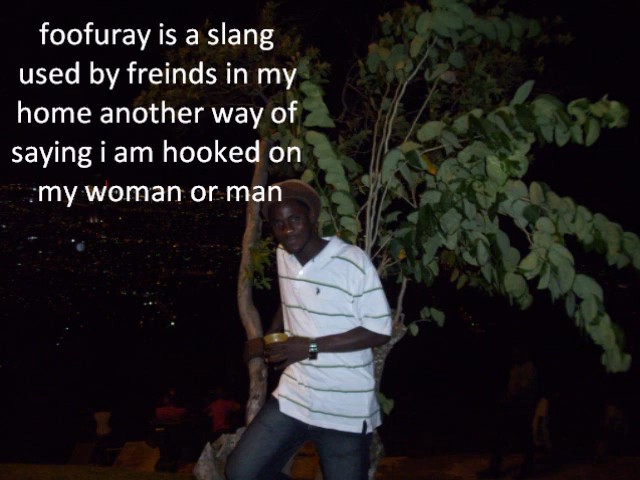 foofuray is a slang
used by freinds in my
home another way of
saying i am hooked on
my woman or man